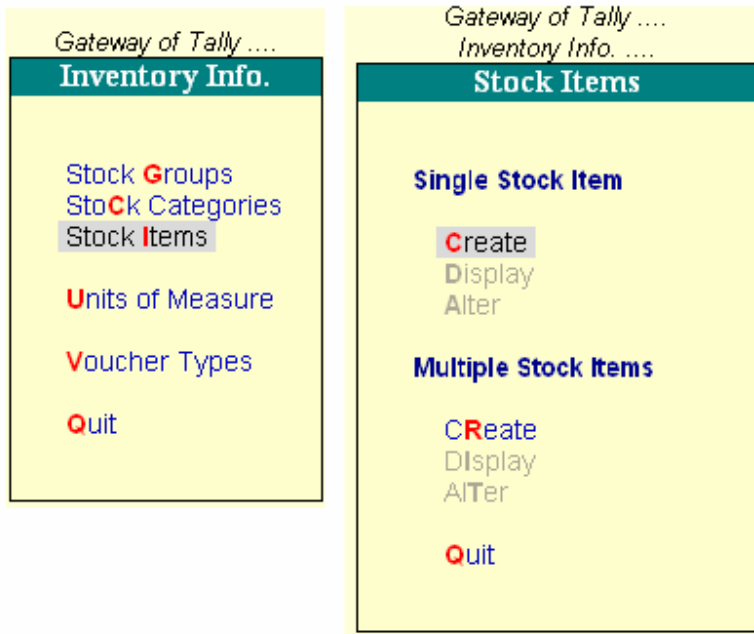 Gateway of Tally ....
Inventory Info.
Stock Groups
StoCk Categories
Stock Items
Units of Measure
Voucher Types
Quit
Gateway of Tally ....
Inventory Info. ....
Stock Items
Single Stock Item
Create
Display
Alter
Multiple Stock Items
CReate
DIsplay
AlTer
Quit